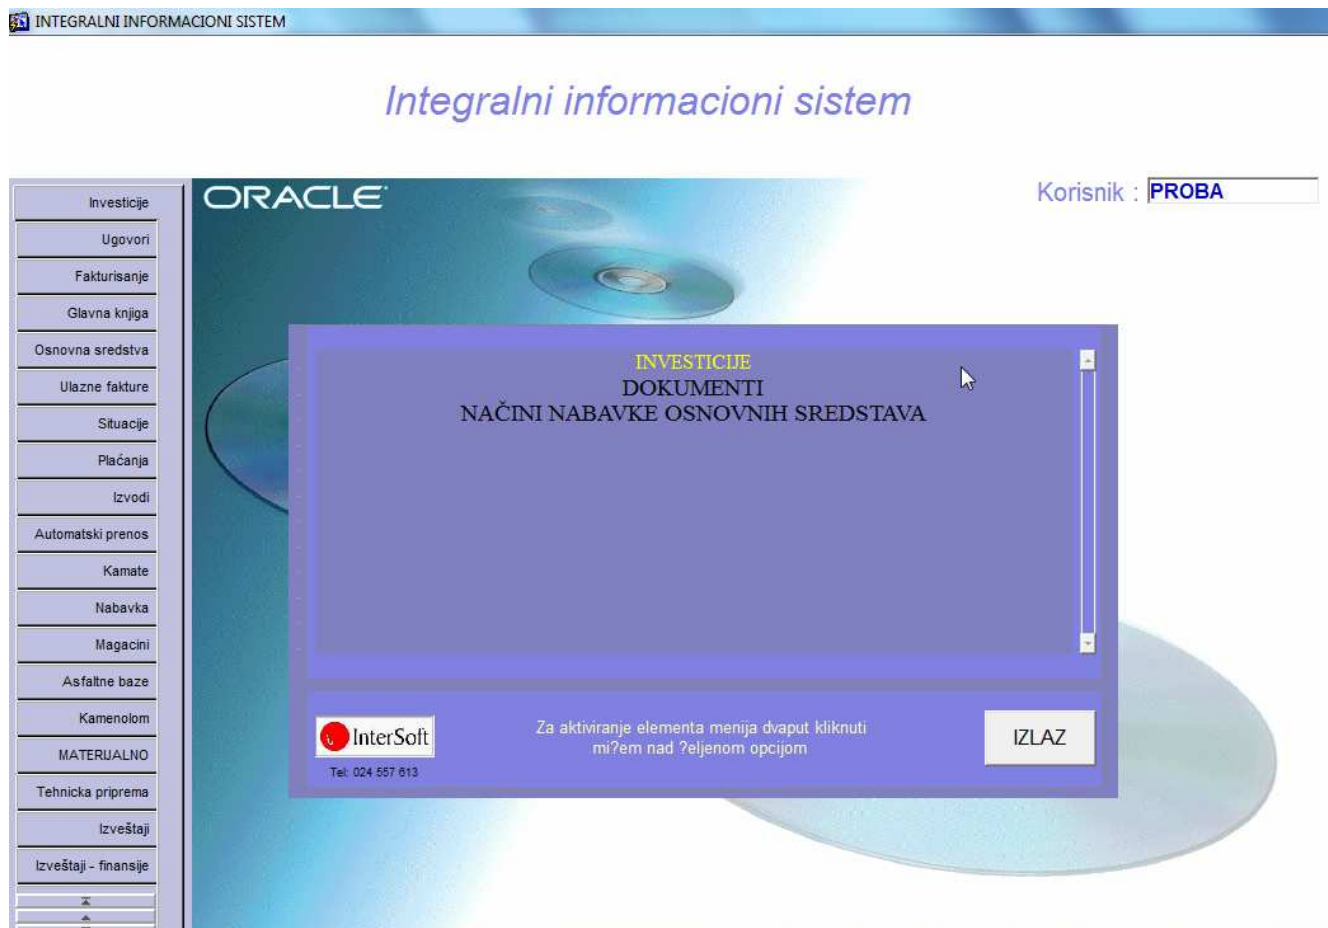 INTEGRALNI INFORMACIONI SISTEM
Integralni informacioni sistem
ORACLE
Korisnik : PROBA
Investicije
Ugovori
Fakturisanje
Glavna knjiga
Osnovna sredstva
Ulazne fakture
Situacije
Plaćanja
Izvodi
Automatski prenos
Kamate
Nabavka
Magacini
Asfaltne baze
Kamenolom
MATERIJALNO
Tehnicka priprema
Izveštaji
Izveštaji - finansije
INVESTICIJE
DOKUMENTI
NAČINI NABAVKE OSNOVNIH SREDSTAVA
InterSoft
Tel: 024 557 613
Za aktiviranje elementa menija dvaput kliknuti
mi?em nad ?eljenom opcijom
IZLAZ